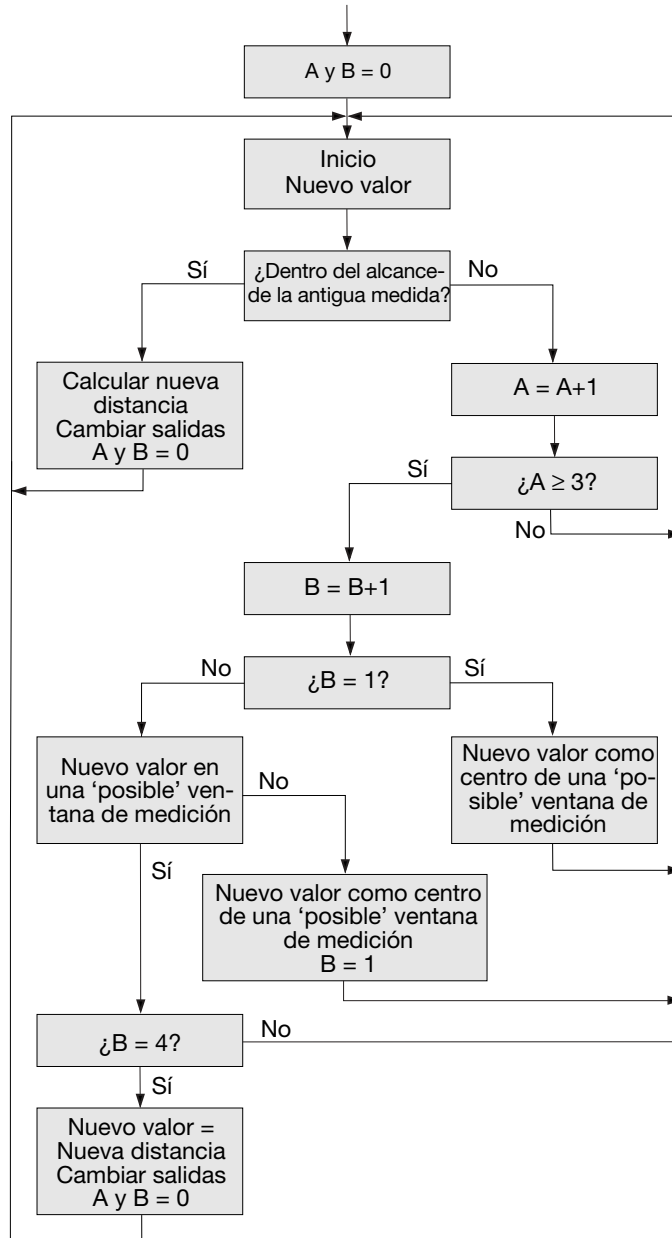 A y B = 0
Inicio
Nuevo valor
¿Dentro del alcance-
de la antigua medida?
Sí
No
Calcular nueva
distancia
Cambiar salidas
A y B = 0
A = A+1
¿A ≥ 3?
Sí
No
B = B+1
¿B = 1?
No
Sí
Nuevo valor en
una ‘posible’ ven-
tana de medición
No
Sí
Nuevo valor como
centro de una ‘po-
sible’ ventana de
medición
Nuevo valor como centro
de una ‘posible’ ventana
de medición
B = 1
¿B = 4?
No
Sí
Nuevo valor =
Nueva distancia
Cambiar salidas
A y B = 0